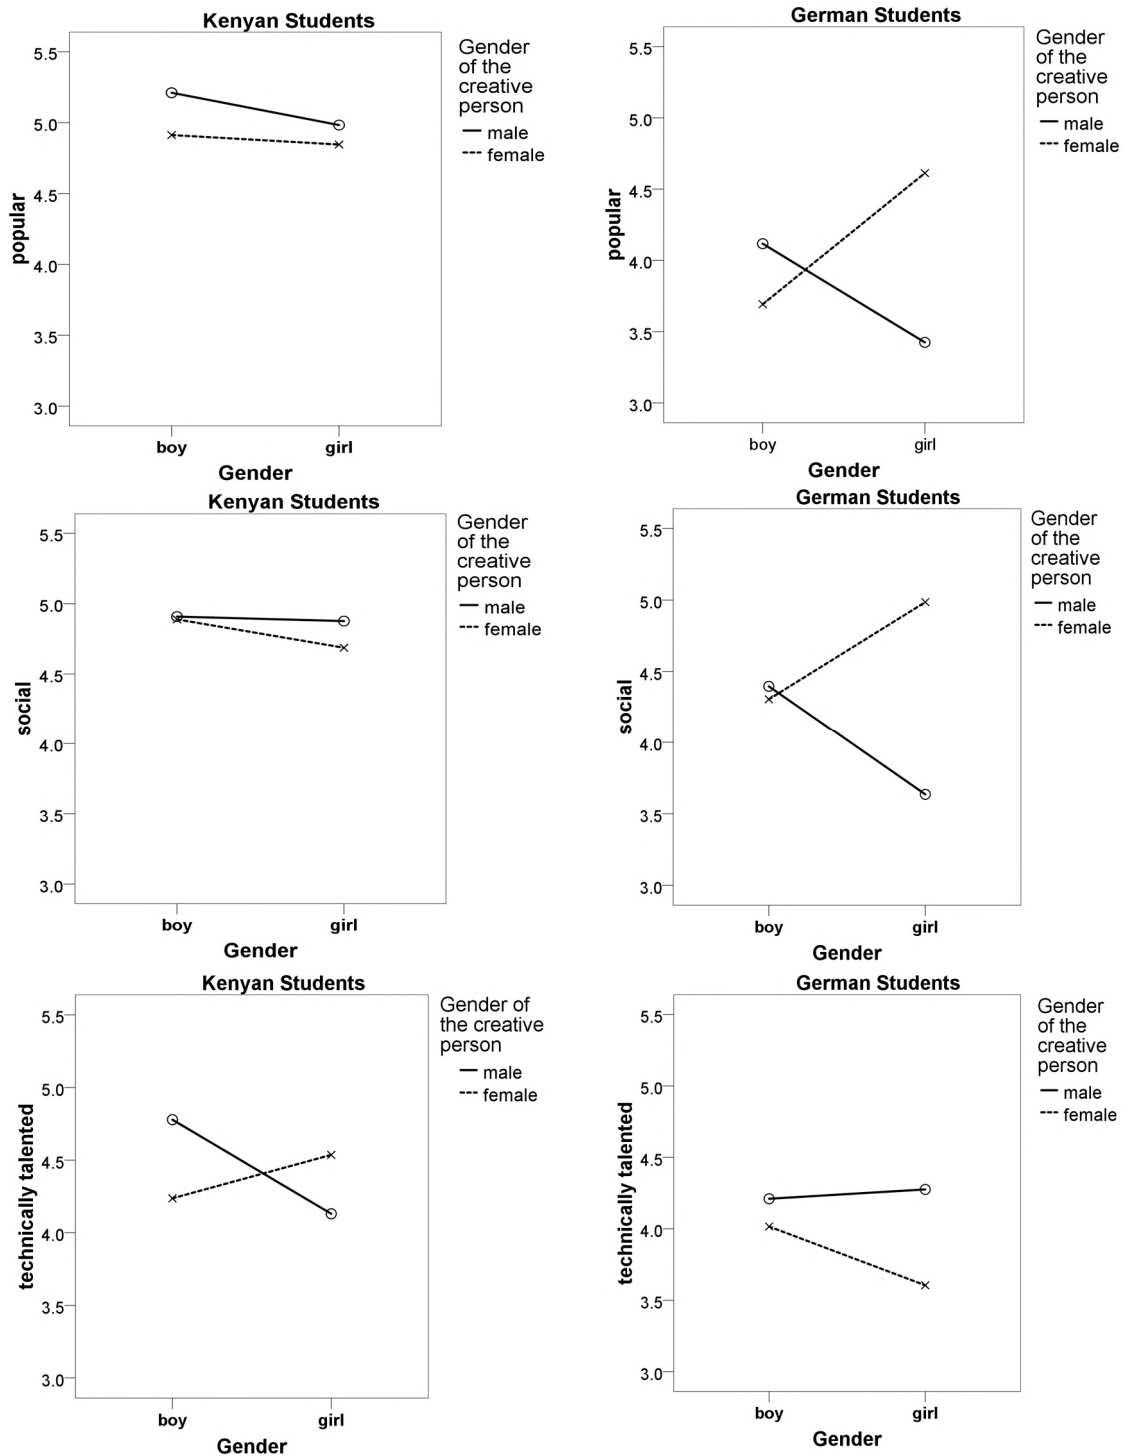 Kenyan Students
popular
5.5
5.0
4.5
4.0
3.5
3.0
boy
girl
Gender
Gender
of the
creative
person
male
female
German Students
popular
5.5
5.0
4.5
4.0
3.5
3.0
boy
girl
Gender
Gender
of the
creative
person
male
female
Kenyan Students
social
5.5
5.0
4.5
4.0
3.5
3.0
boy
girl
Gender
Gender
of the
creative
person
male
female
German Students
social
5.5
5.0
4.5
4.0
3.5
3.0
boy
girl
Gender
Gender
of the
creative
person
male
female
Kenyan Students
technically talented
5.5
5.0
4.5
4.0
3.5
3.0
boy
girl
Gender
Gender of
the creative
person
male
female
German Students
technically talented
5.5
5.0
4.5
4.0
3.5
3.0
boy
girl
Gender
Gender
of the
creative
person
male
female